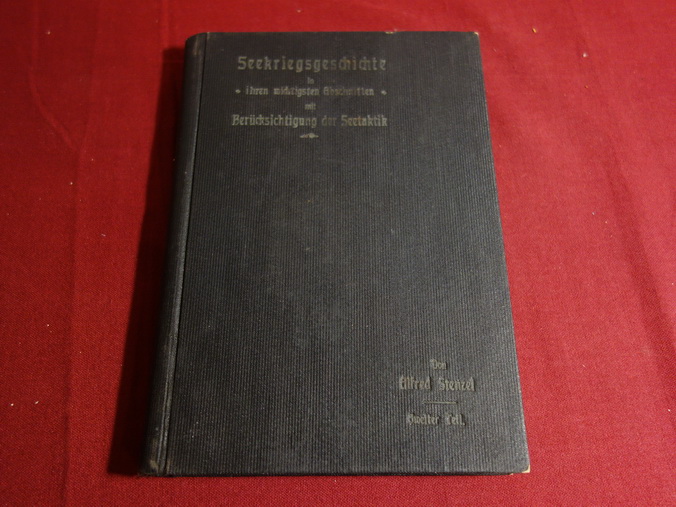 Seekriegsgeschichte
in
ihren wichtigsten Abschnitten
mit
Berücksichtigung der Seetaktik
Von
Alfred Stenzel
Zweiter Teil.